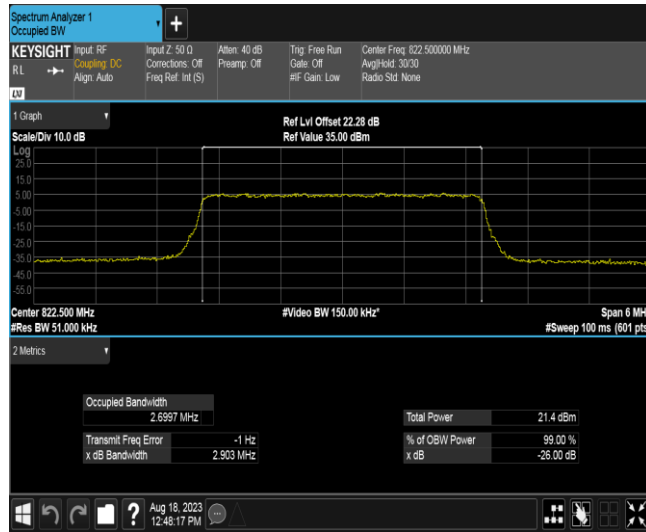 Spectrum Analyzer 1
Occupied BW
KEYSIGHT
RL
LXI
Input: RF
Coupling: DC
Align: Auto
Input Z: 50 Ω
Corrections: Off
Freq Ref: Int (S)
Atten: 40 dB
Preamp: Off
Trig: Free Run
Gate: Off
#IF Gain: Low
Center Freq: 822.500000 MHz
Avg|Hold: 30/30
Radio Std: None
1 Graph
Scale/Div 10.0 dB
Ref Lvl Offset 22.28 dB
Ref Value 35.00 dBm
Log
25.0
15.0
5.00
-5.00
-15.0
-25.0
-35.0
-45.0
-55.0
Center 822.500 MHz
#Res BW 51.000 kHz
#Video BW 150.00 kHz*
Span 6 MH
#Sweep 100 ms (601 pts
2 Metrics
Occupied Bandwidth
2.6997 MHz
Transmit Freq Error -1 Hz
x dB Bandwidth 2.903 MHz
Total Power 21.4 dBm
% of OBW Power 99.00 %
x dB -26.00 dB
Aug 18, 2023
12:48:17 PM